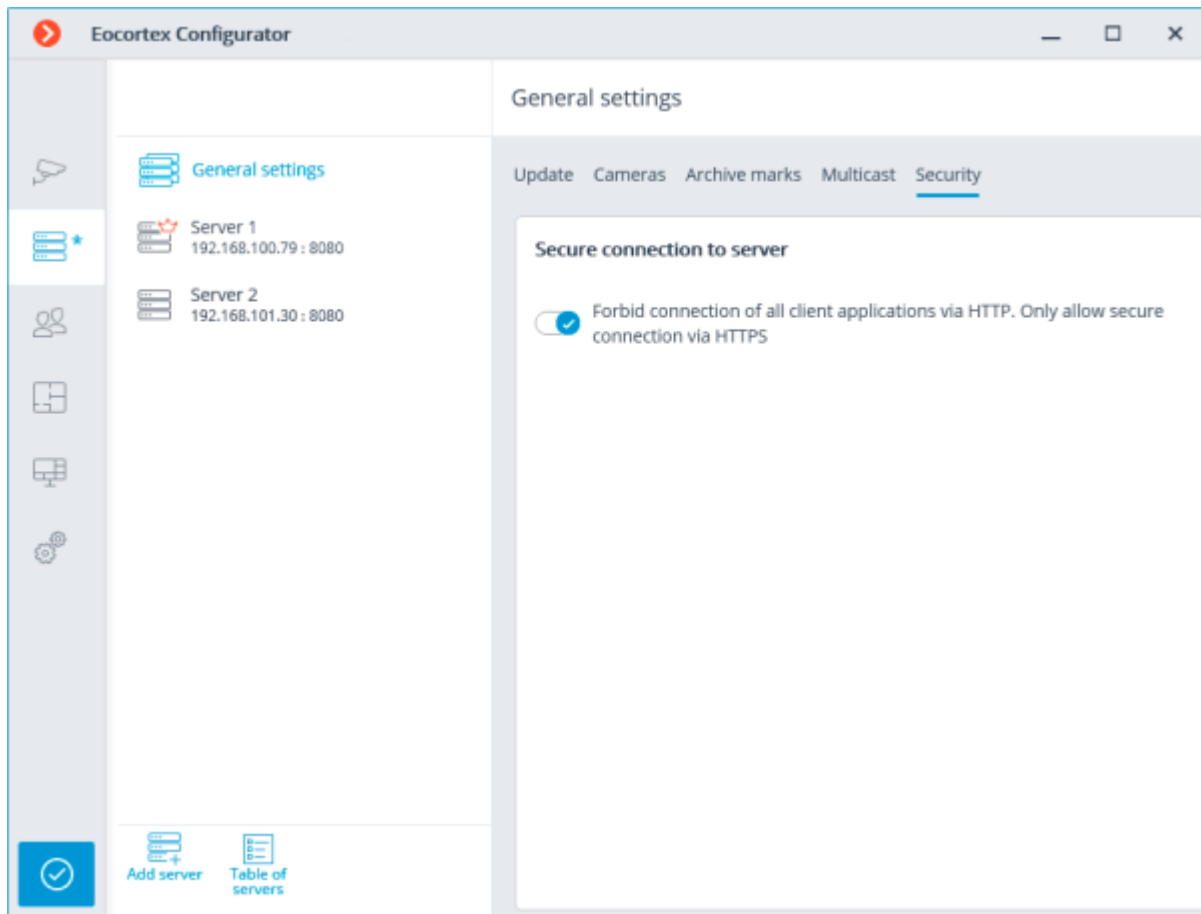 Eocortex Configurator
General settings
General settings
Server 1
192.168.100.79 : 8080
Server 2
192.168.101.30 : 8080
Update Cameras Archive marks Multicast Security
Secure connection to server
Forbid connection of all client applications via HTTP. Only allow secure
connection via HTTPS
Add server
Table of
servers